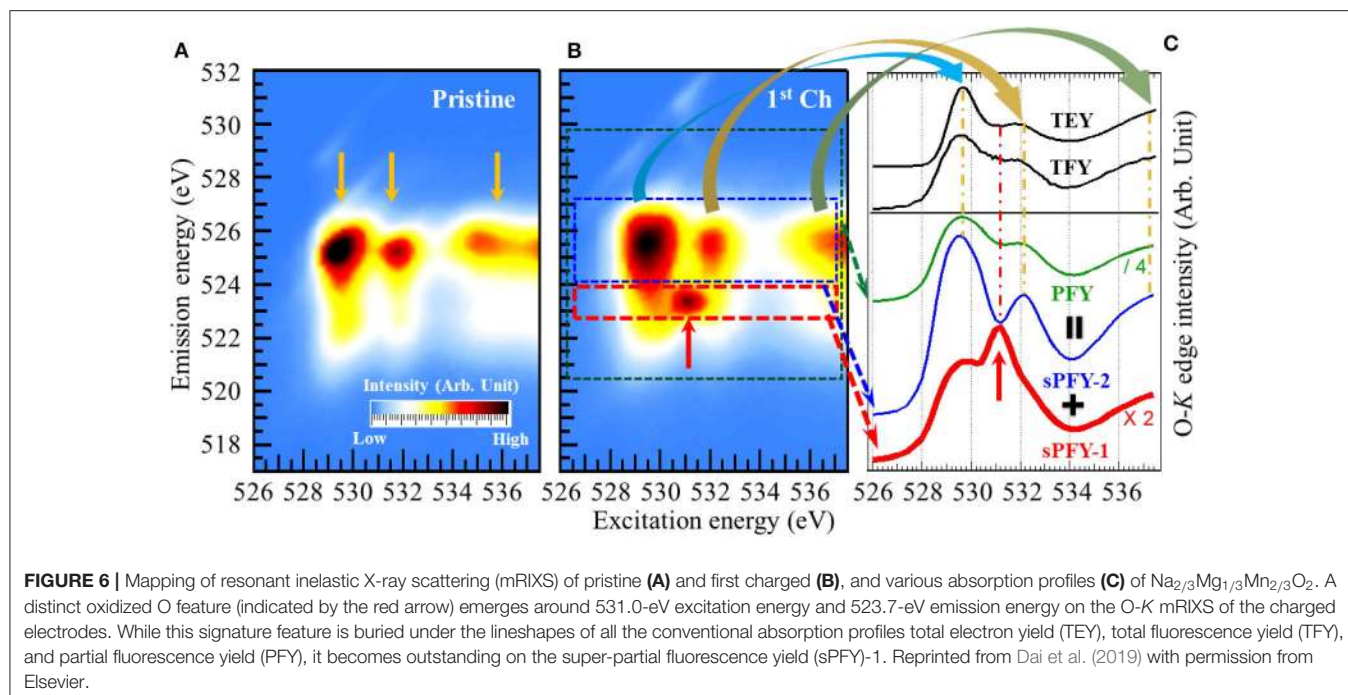 A
B
C
532
530
528
526
524
522
520
518
Emission energy (eV)
Pristine
Intensity (Arb. Unit)
Low High
526 528 530 532 534 536
1st Ch
526 528 530 532 534 536
Excitation energy (eV)
TEY
TFY
/ 4
PFY
=
sPFY-2
+
X 2
sPFY-1
526 528 530 532 534 536
O-K edge intensity (Arb. Unit)
FIGURE 6 | Mapping of resonant inelastic X-ray scattering (mRIXS) of pristine (A) and first charged (B), and various absorption profiles (C) of Na2/3Mg1/3Mn2/3O2. A
distinct oxidized O feature (indicated by the red arrow) emerges around 531.0-eV excitation energy and 523.7-eV emission energy on the O-K mRIXS of the charged
electrodes. While this signature feature is buried under the lineshapes of all the conventional absorption profiles total electron yield (TEY), total fluorescence yield (TFY),
and partial fluorescence yield (PFY), it becomes outstanding on the super-partial fluorescence yield (sPFY)-1. Reprinted from Dai et al. (2019) with permission from
Elsevier.